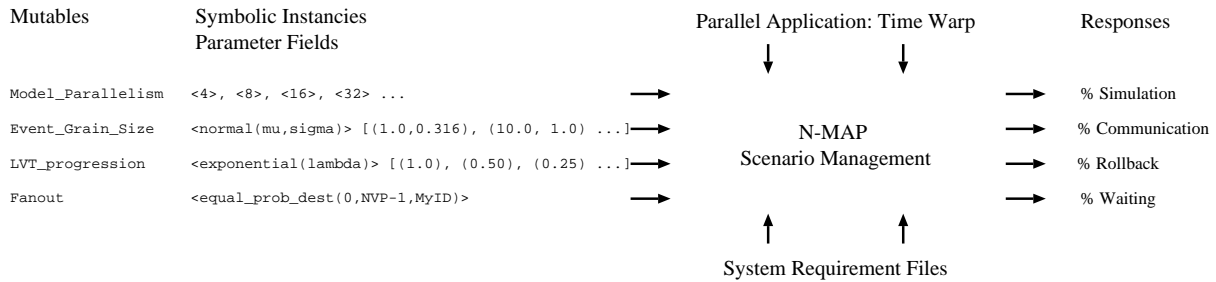 Mutables Symbolic Instancies Parallel Application: Time Warp Responses
Parameter Fields
Model_Parallelism <4>, <8>, <16>, <32> ... % Simulation
Event_Grain_Size <normal(mu,sigma)> [(1.0,0.316), (10.0, 1.0) ...] N-MAP % Communication
LVT_progression <exponential(lambda)> [(1.0), (0.50), (0.25) ...] Scenario Management % Rollback
Fanout <equal_prob_dest(0,NVP-1,MyID)> % Waiting
System Requirement Files